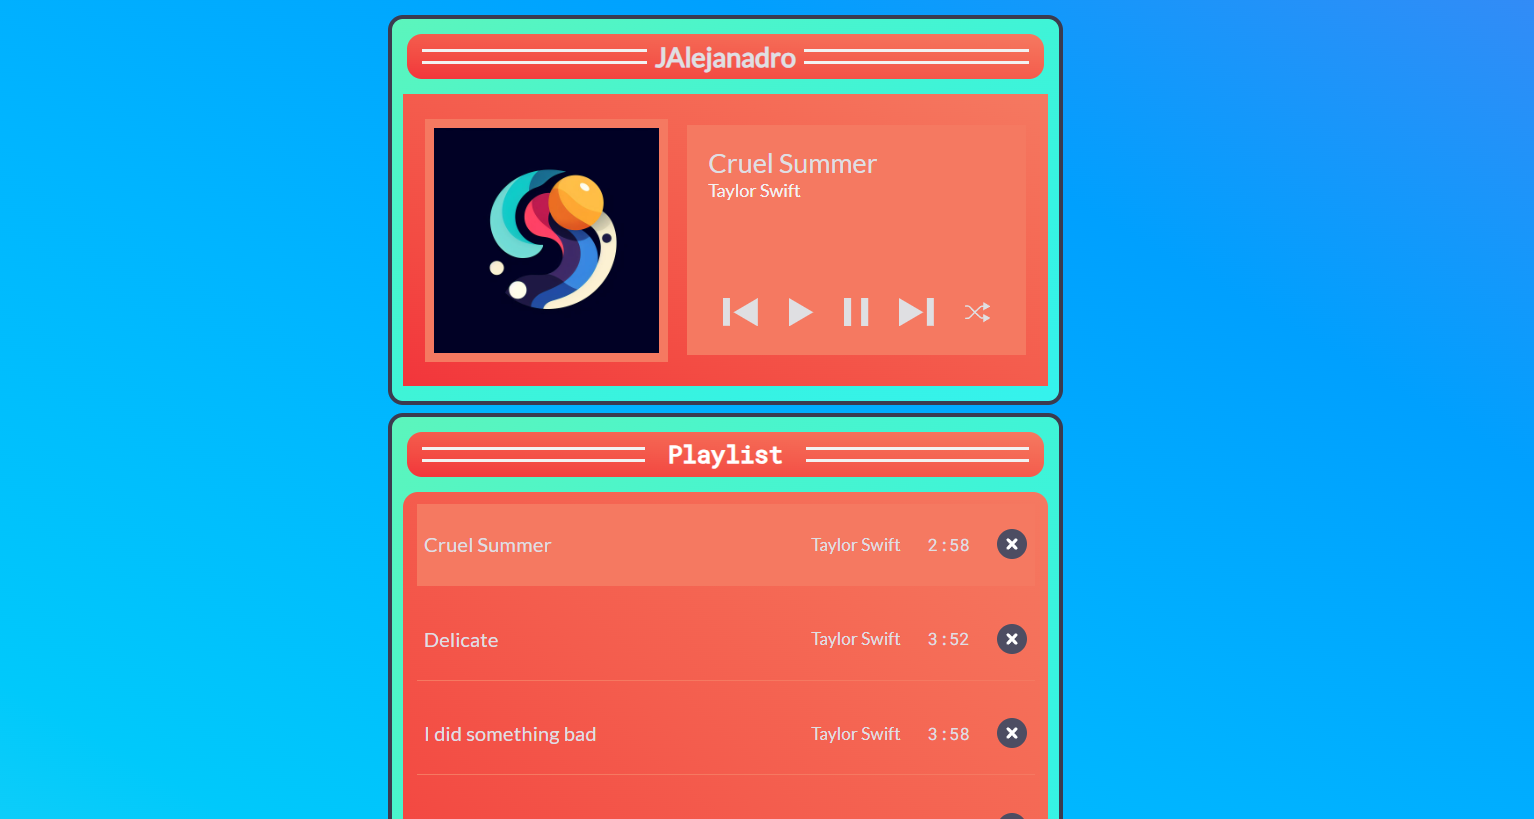 JAlejanadro
Cruel Summer
Taylor Swift
Playlist
Cruel Summer Taylor Swift 2:58
Delicate Taylor Swift 3:52
I did something bad Taylor Swift 3:58